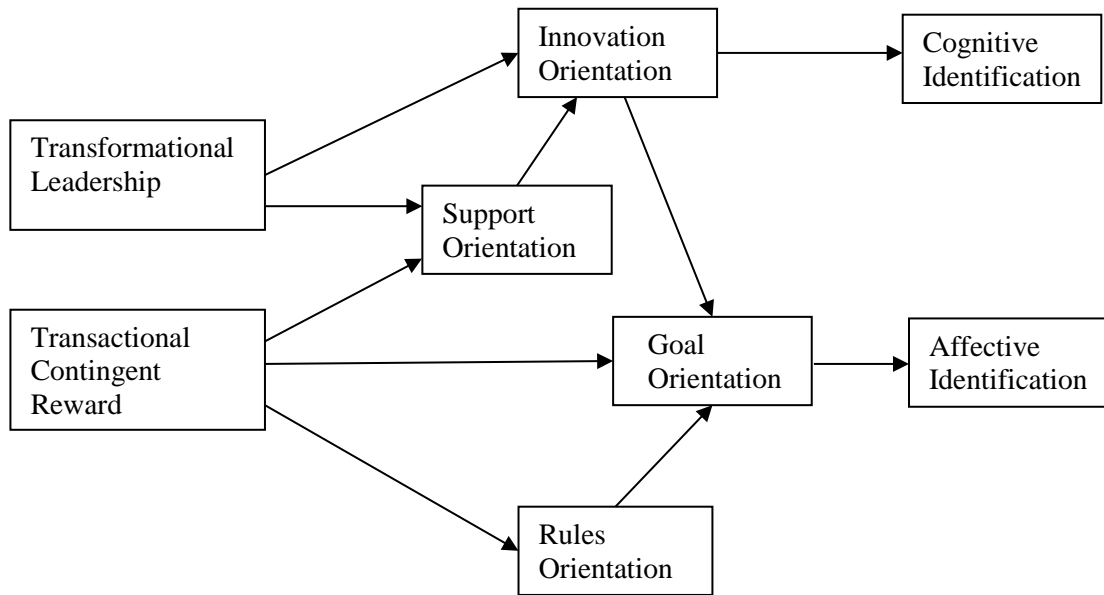 Innovation
Orientation
Cognitive
Identification
Transformational
Leadership
Support
Orientation
Transactional
Contingent
Reward
Goal
Orientation
Affective
Identification
Rules
Orientation